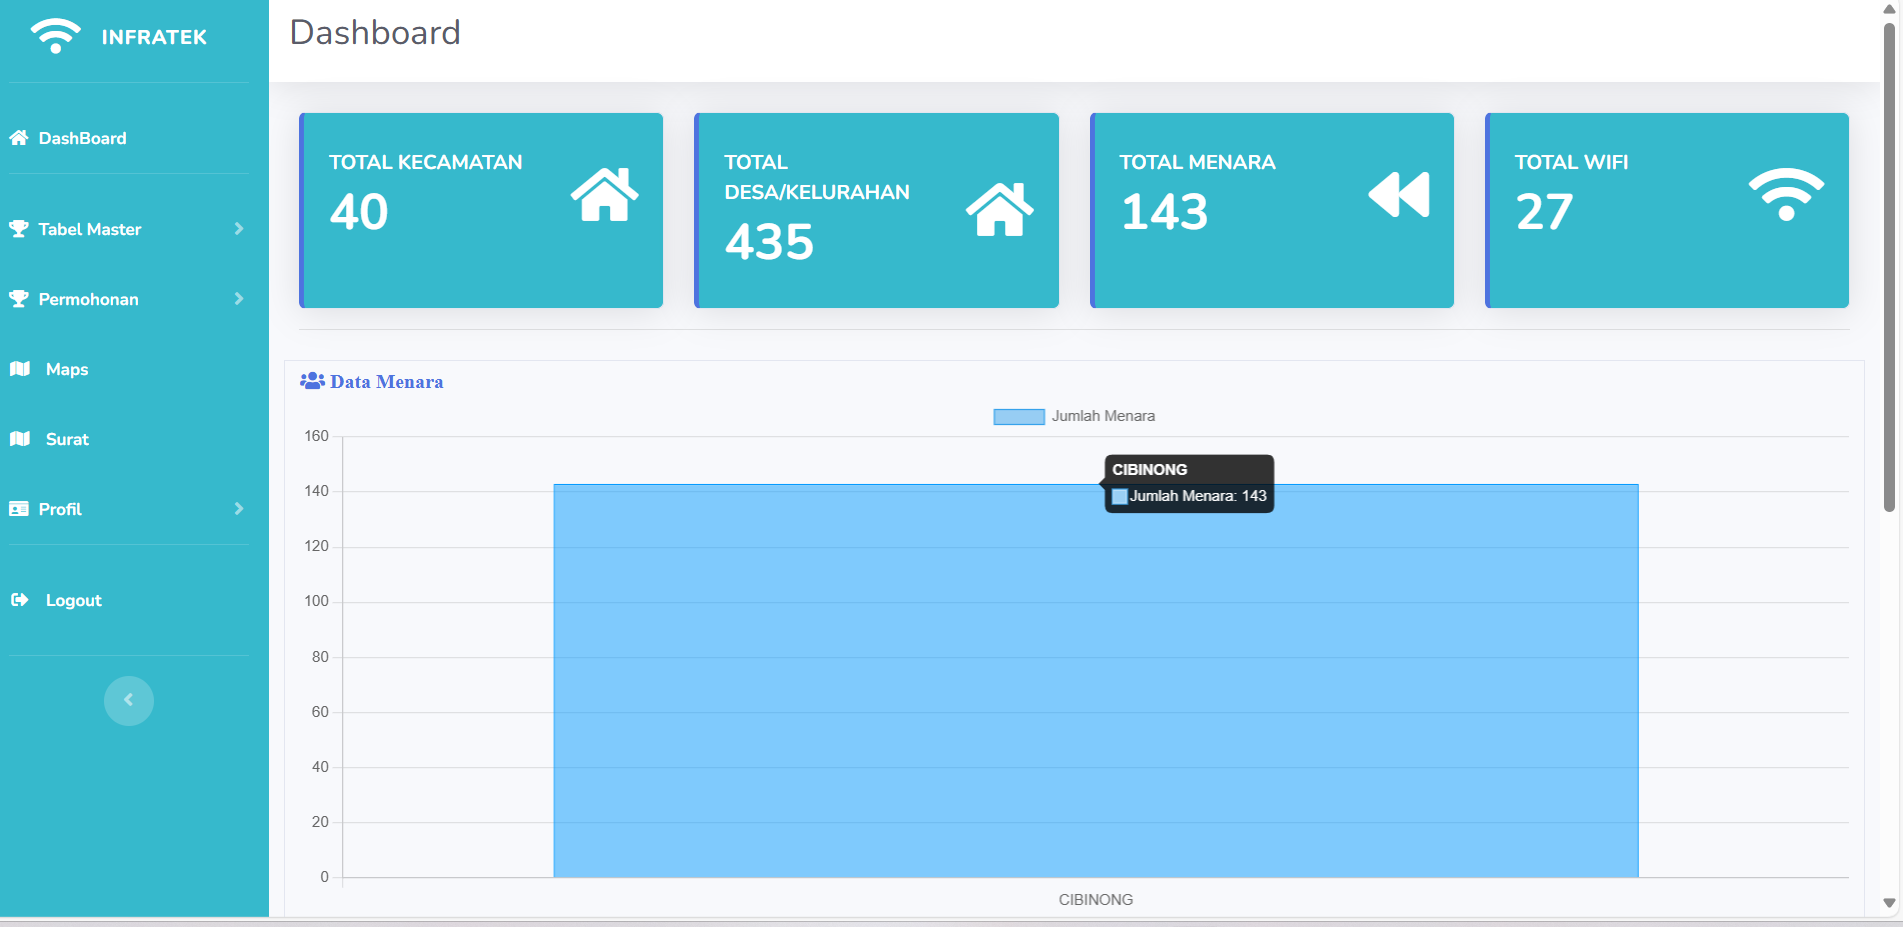 INFRATEK
DashBoard
Tabel Master
Permohonan
Maps
Surat
Profil
Logout
Dashboard
TOTAL KECAMATAN
40
TOTAL
DESA/KELURAHAN
435
TOTAL MENARA
143
TOTAL WIFI
27
Data Menara
Jumlah Menara
160
140
120
100
80
60
40
20
0
CIBINONG
Jumlah Menara: 143
CIBINONG